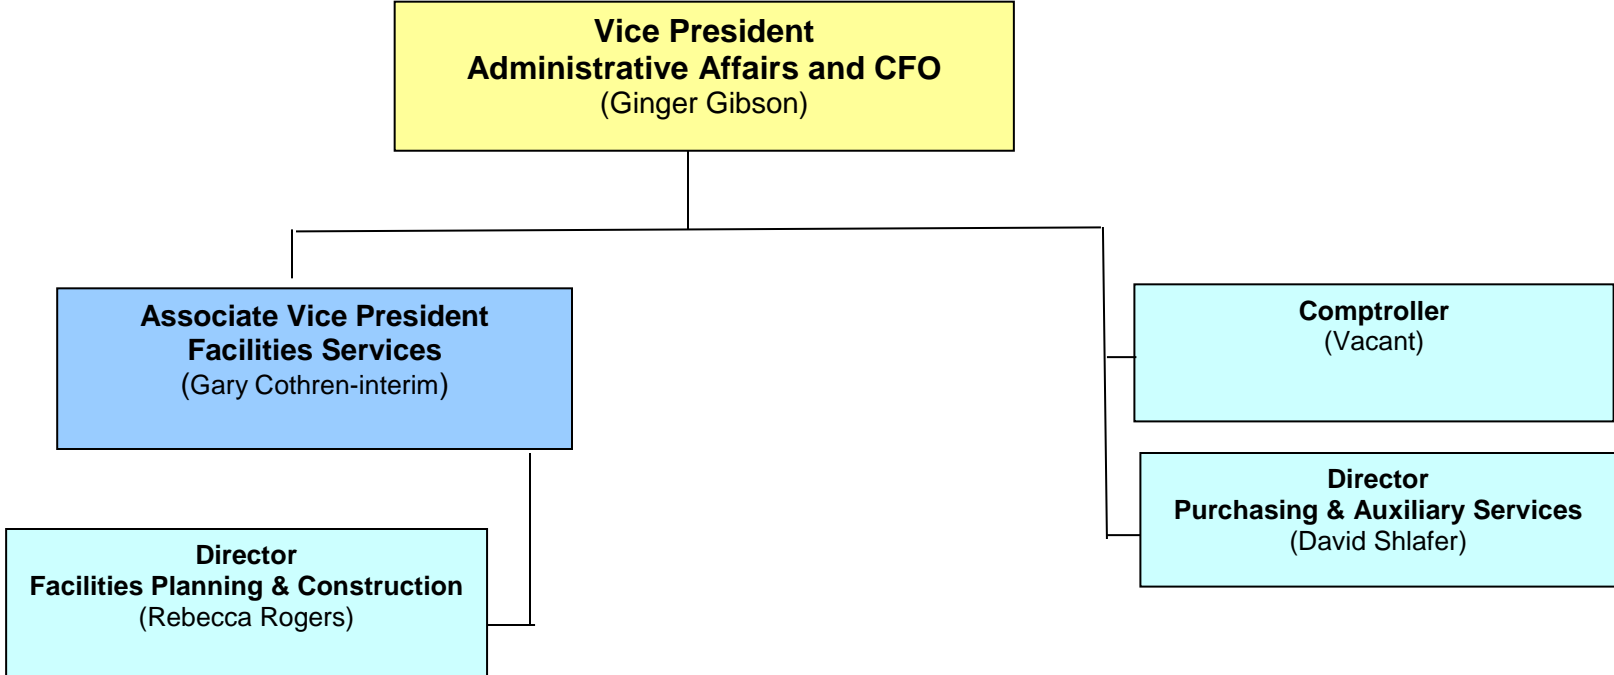 Vice President
Administrative Affairs and CFO
(Ginger Gibson)
Associate Vice President
Facilities Services
(Gary Cothren-interim)
Comptroller
(Vacant)
Director
Purchasing & Auxiliary Services
(David Shlafer)
Director
Facilities Planning & Construction
(Rebecca Rogers)